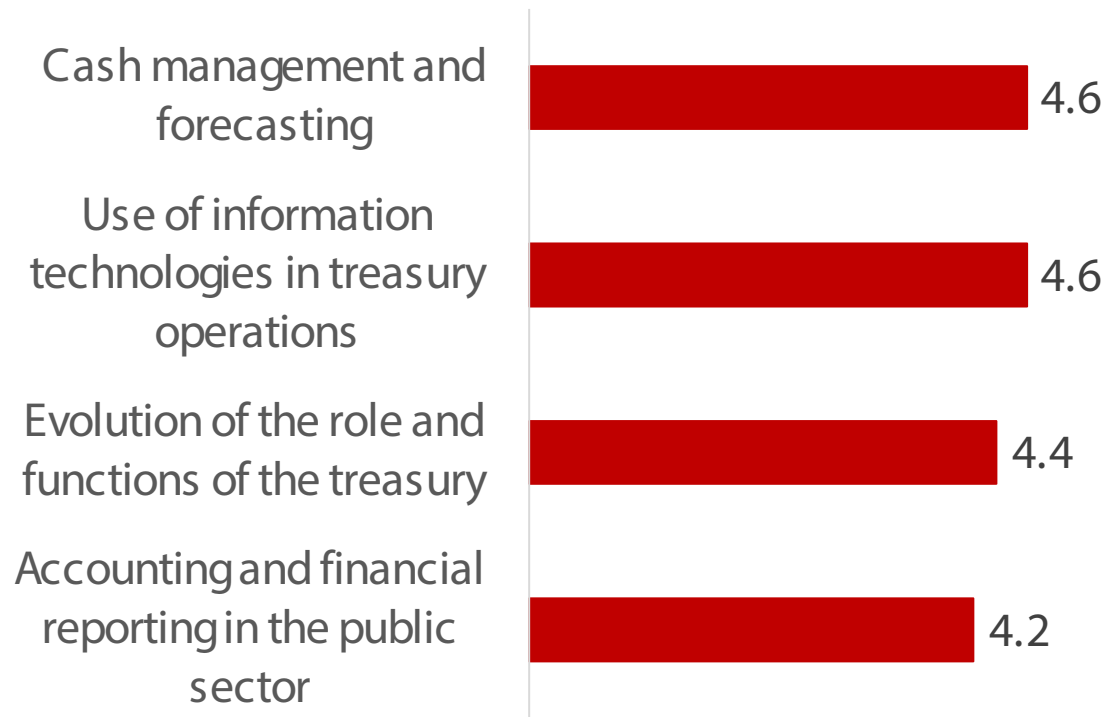 Cash management and
forecasting
4.6
Use of information
technologies in treasury
operations
4.6
Evolution of the role and
functions of the treasury
4.4
Accounting and financial
reporting in the public
sector
4.2